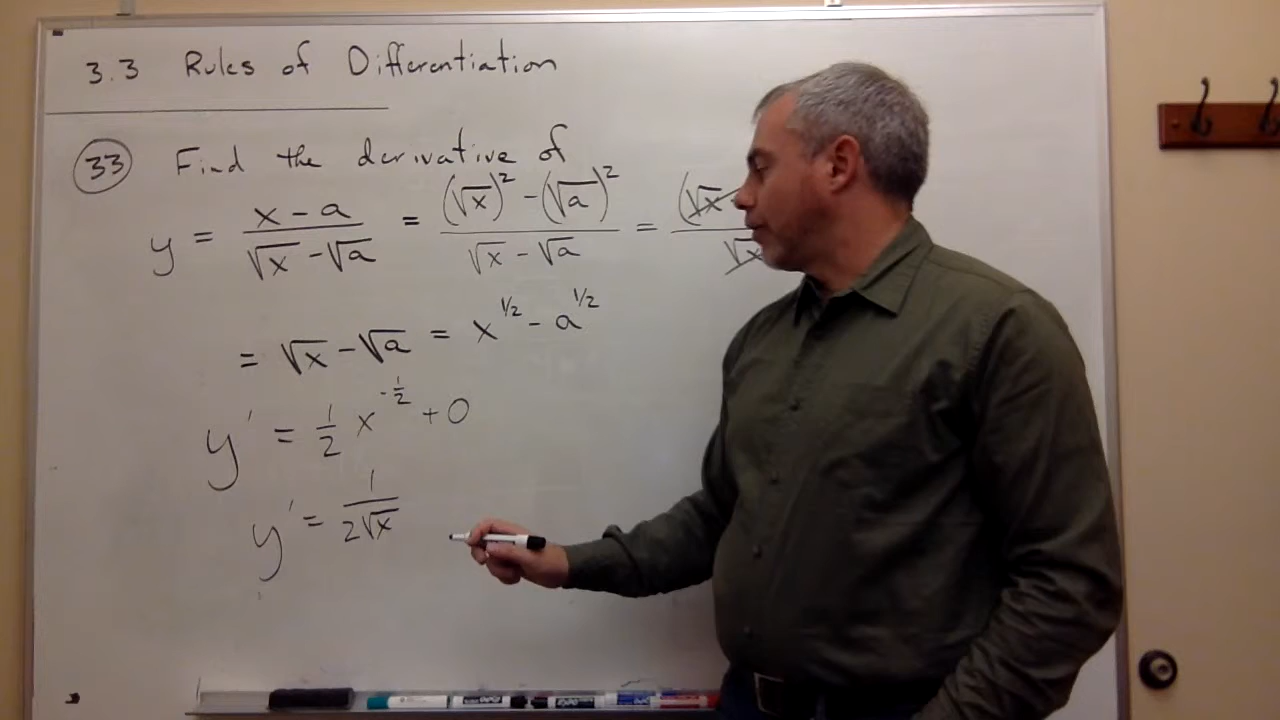 3.3 Rules of Differentiation
33 Find the derivative of
y = (x - a)/(√x - √a) = ((√x)² - (√a)²)/(√x - √a) = (√x
√x
= √x - √a = x^(1/2) - a^(1/2)
y' = 1/2 x^(-1/2) + 0
y' = 1/(2√x)